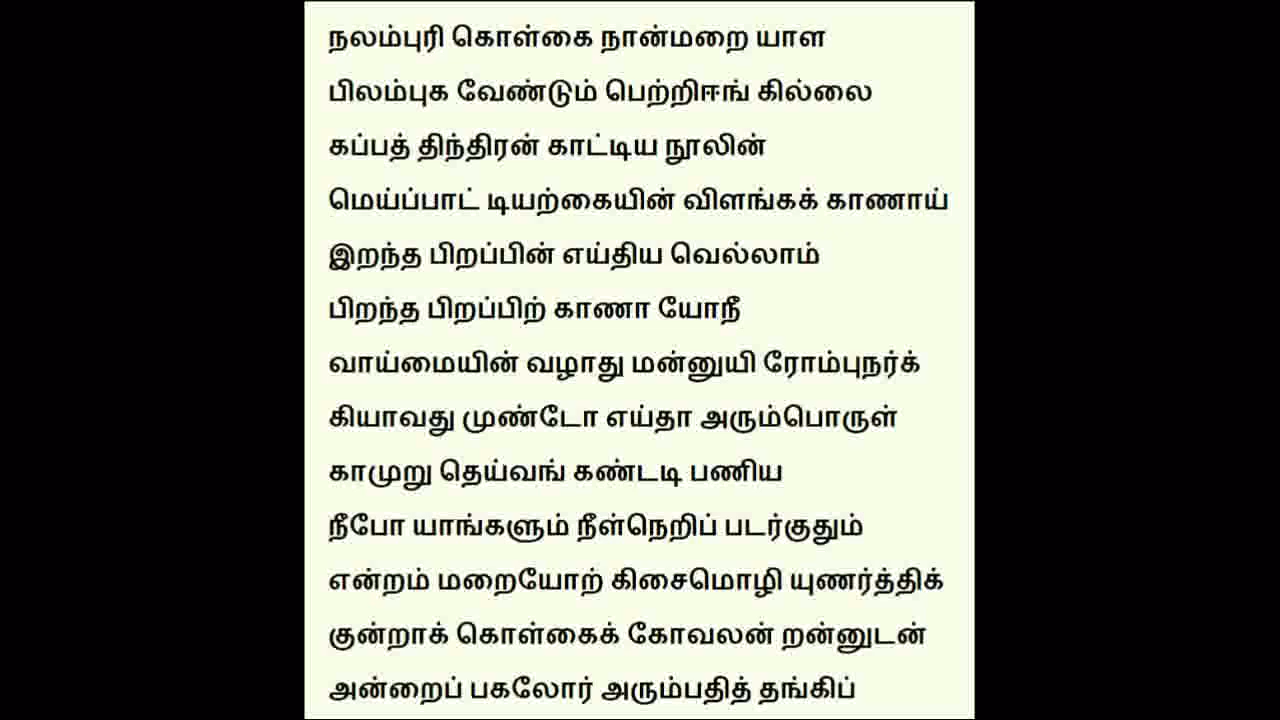 நலம்புரி கொள்கை நான்மறை யாள
பிலம்புக வேண்டும் பெற்றிஈங் கில்லை
கப்பத் திந்திரன் காட்டிய நூலின்
மெய்ப்பாட் டியற்கையின் விளங்கக் காணாய்
இறந்த பிறப்பின் எய்திய வெல்லாம்
பிறந்த பிறப்பிற் காணா யோநீ
வாய்மையின் வழாது மன்னுயி ரோம்புநர்க்
கியாவது முண்டோ எய்தா அரும்பொருள்
காமுறு தெய்வங் கண்டடி பணிய
நீபோ யாங்களும் நீள்நெறிப் படர்குதும்
என்றம் மறையோற் கிசைமொழி யுணர்த்திக்
குன்றாக் கொள்கைக் கோவலன் றன்னுடன்
அன்றைப் பகலோர் அரும்பதித் தங்கிப்